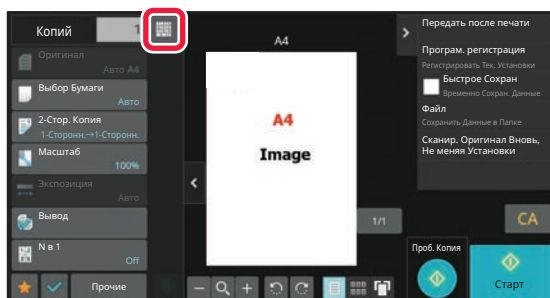 Копий
1
Оригинал
Авто A4
Выбор Бумаги
Авто
2-Стор. Копия
1-Сторонн.→1-Сторонн.
Масштаб
100%
Экспозиция
Авто
Вывод
N в 1
Off
Прочие
A4
A4
Image
1/1
Передать после печати
Програм. регистрация
Регистрировать Тек. Установки
Быстрое Сохран
Временно Сохран. Данные
Файл
Сохранить Данные в Папке
Сканир. Оригинал Вновь,
Не меняя Установки
CA
Проб. Копия
Старт